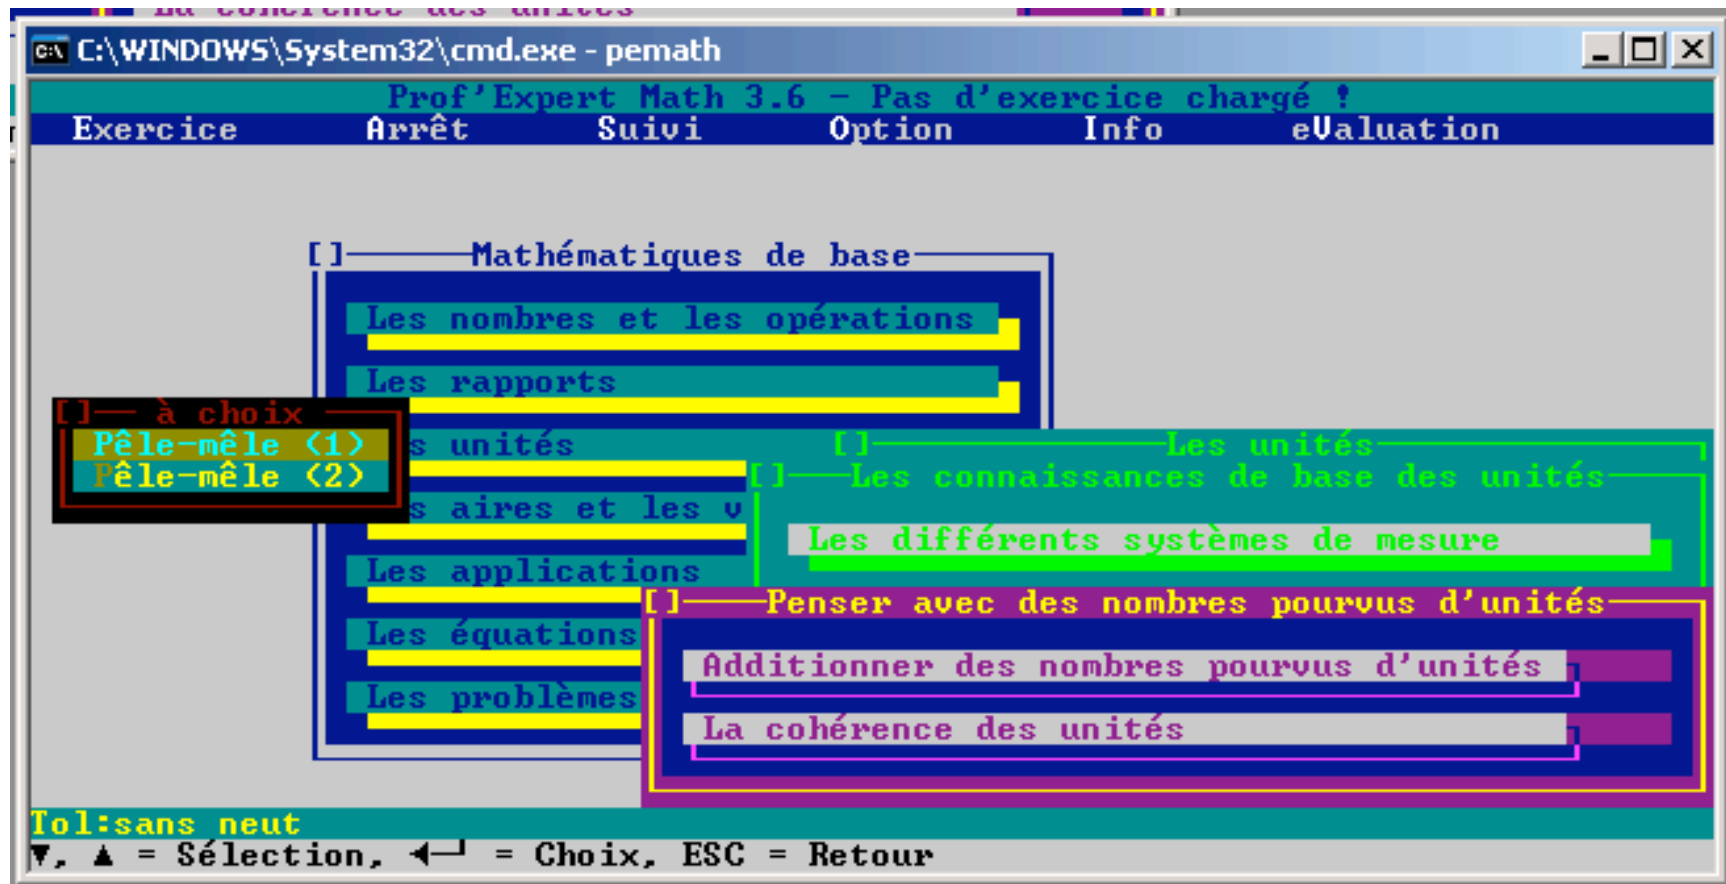 La cohérence des unités
C:\WINDOWS\System32\cmd.exe - pemath
Prof'Expert Math 3.6 - Pas d'exercice chargé !
Exercice Arrêt Suivi Option Info eValuation
[ ] Mathématiques de base
Les nombres et les opérations
Les rapports
[ ] à choix
Pêle-mêle (1)
s unités
[ ] Les unités
Pêle-mêle (2)
[ ] Les connaissances de base des unités
s aires et les v
Les différents systèmes de mesure
Les applications
[ ] Penser avec des nombres pourvus d'unités
Les équations
Additionner des nombres pourvus d'unités
Les problèmes
La cohérence des unités
Tol:sans neut
▼, ▲ = Sélection, ◄─┘ = Choix, ESC = Retour